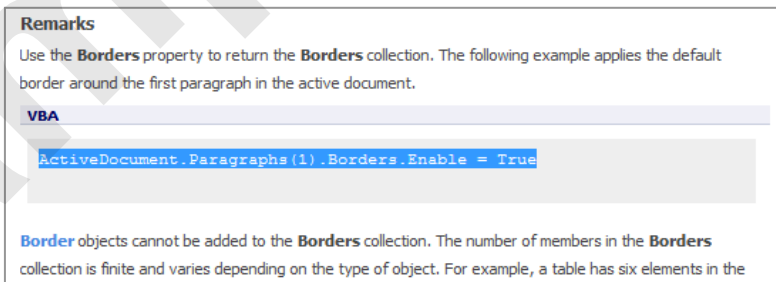 Remarks
Use the Borders property to return the Borders collection. The following example applies the default
border around the first paragraph in the active document.
VBA
ActiveDocument.Paragraphs(1).Borders.Enable = True
Border objects cannot be added to the Borders collection. The number of members in the Borders
collection is finite and varies depending on the type of object. For example, a table has six elements in the